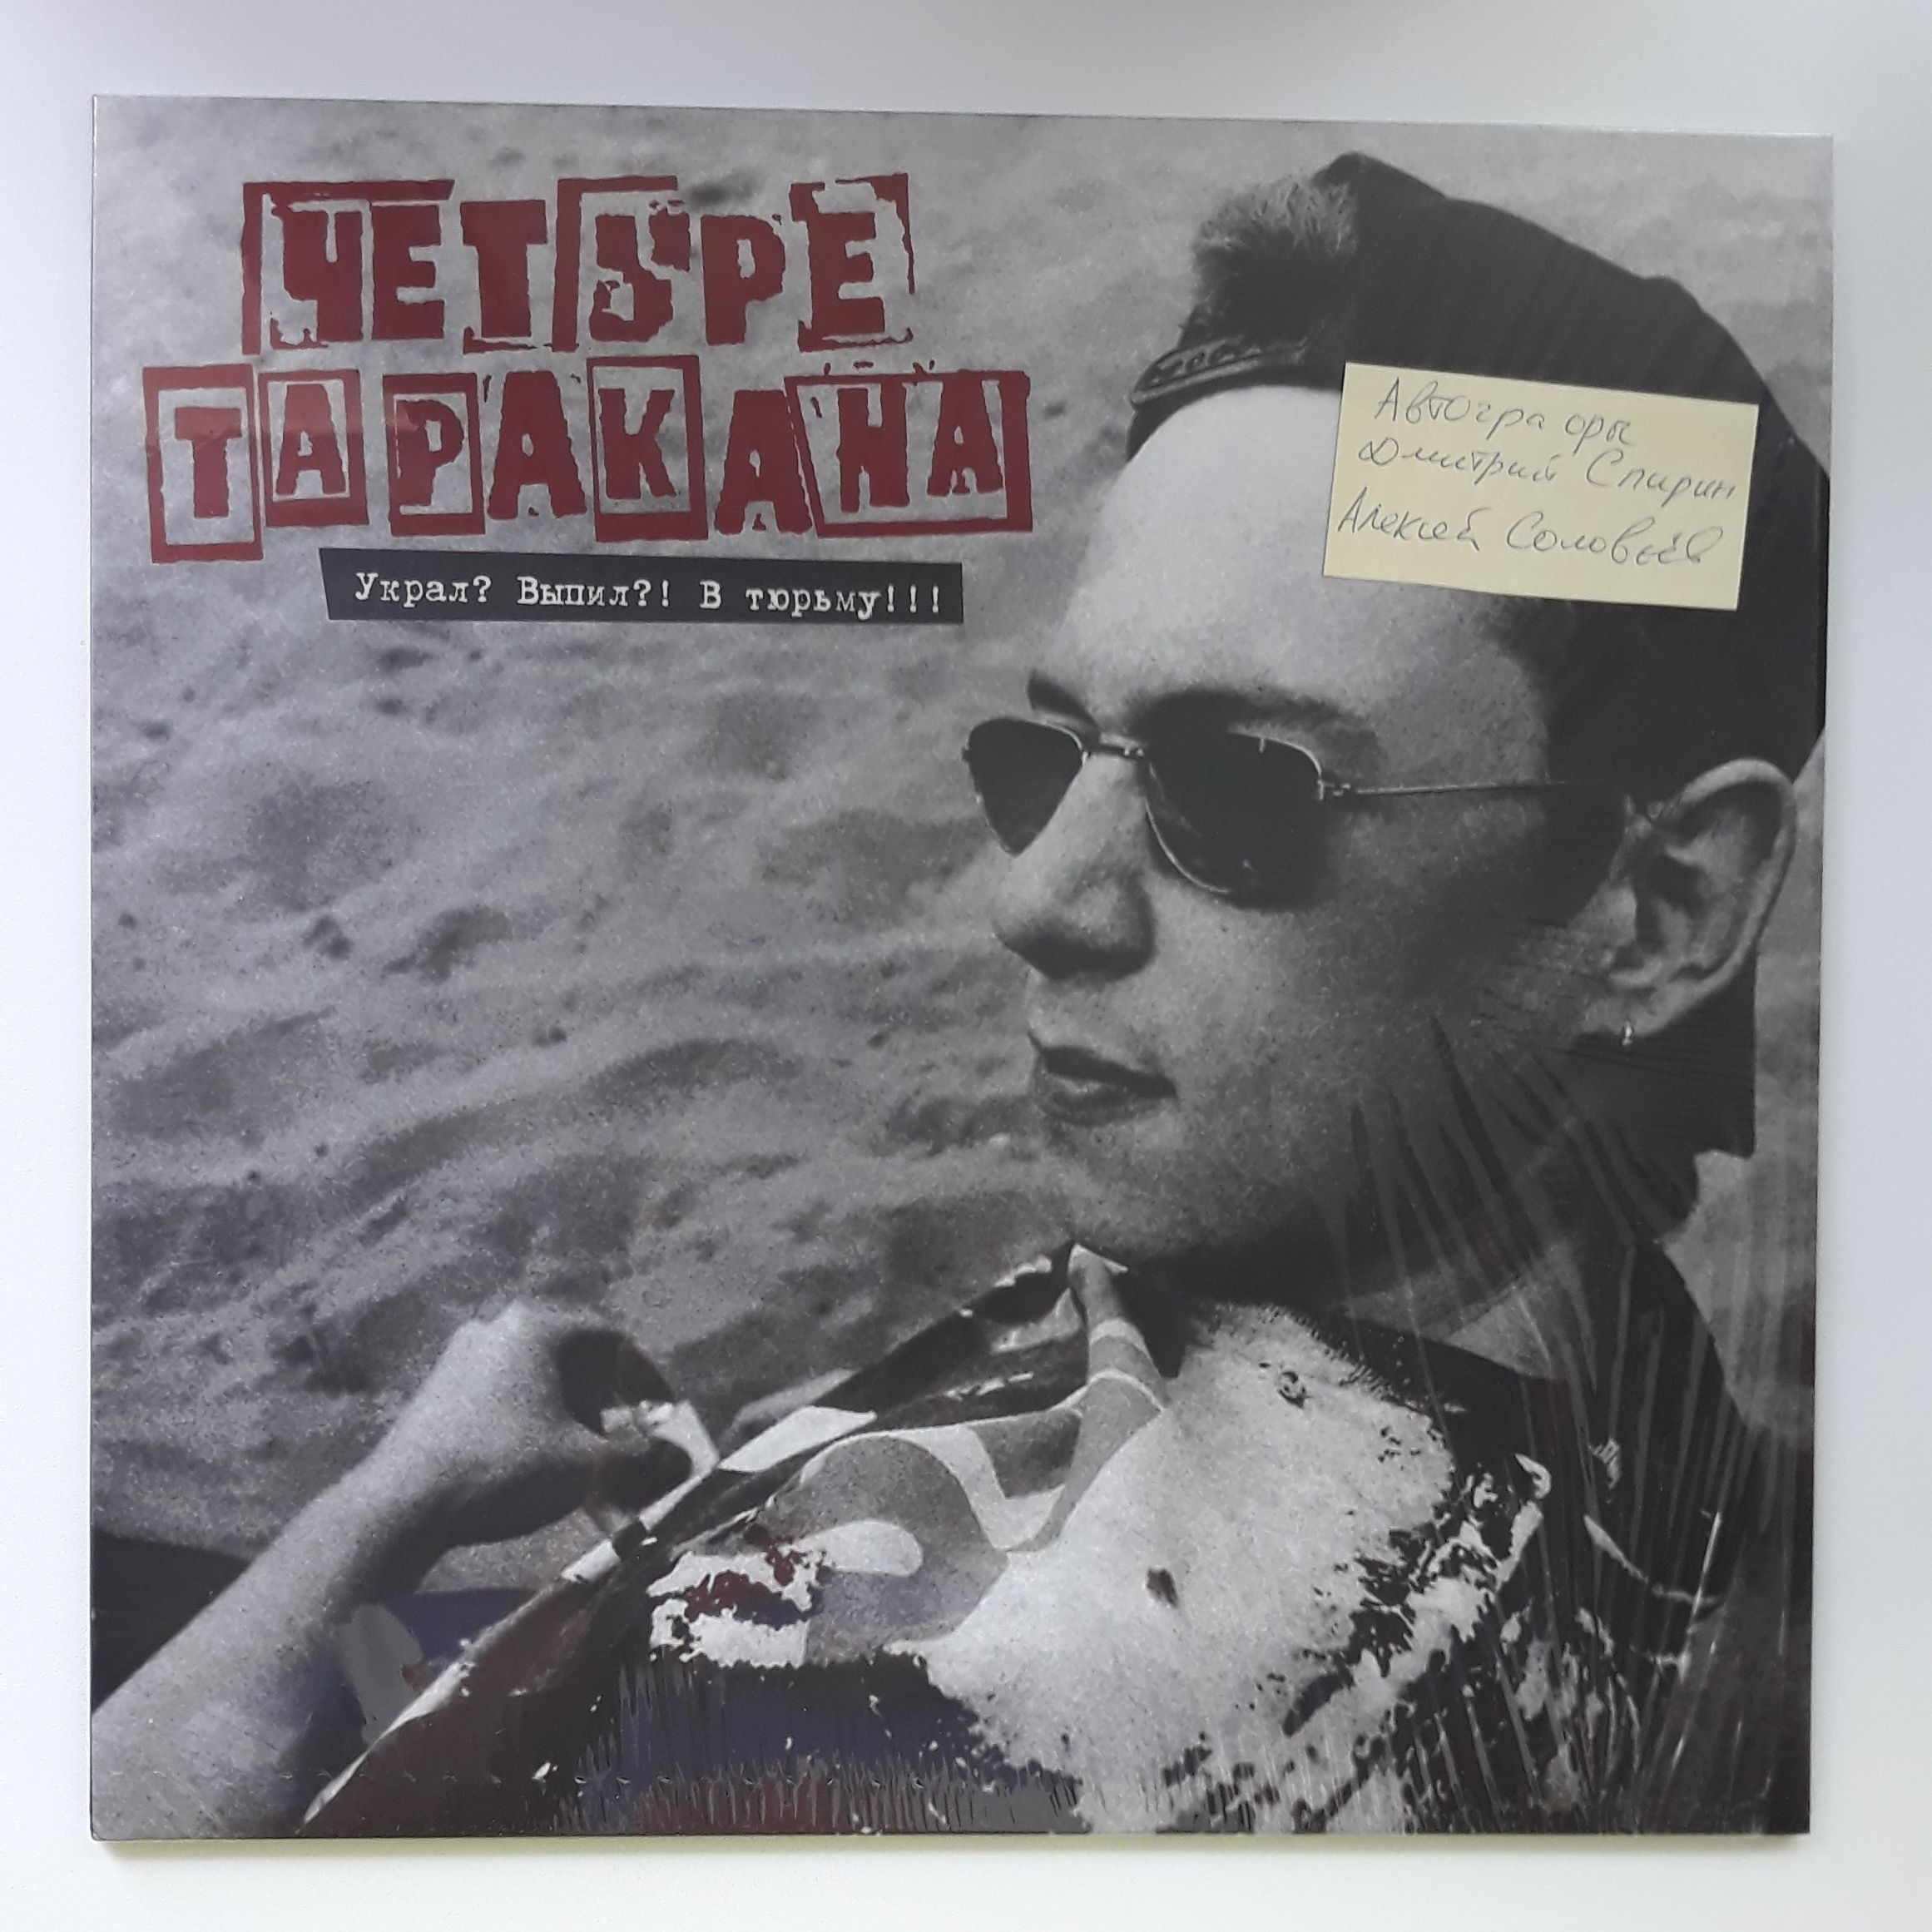 ЧЕТЫРЕ
ТАРАКАНА
Украл? Выпил?! В тюрьму!!!
Автографы
Дмитрий Спирин
Алексей Соловьёв